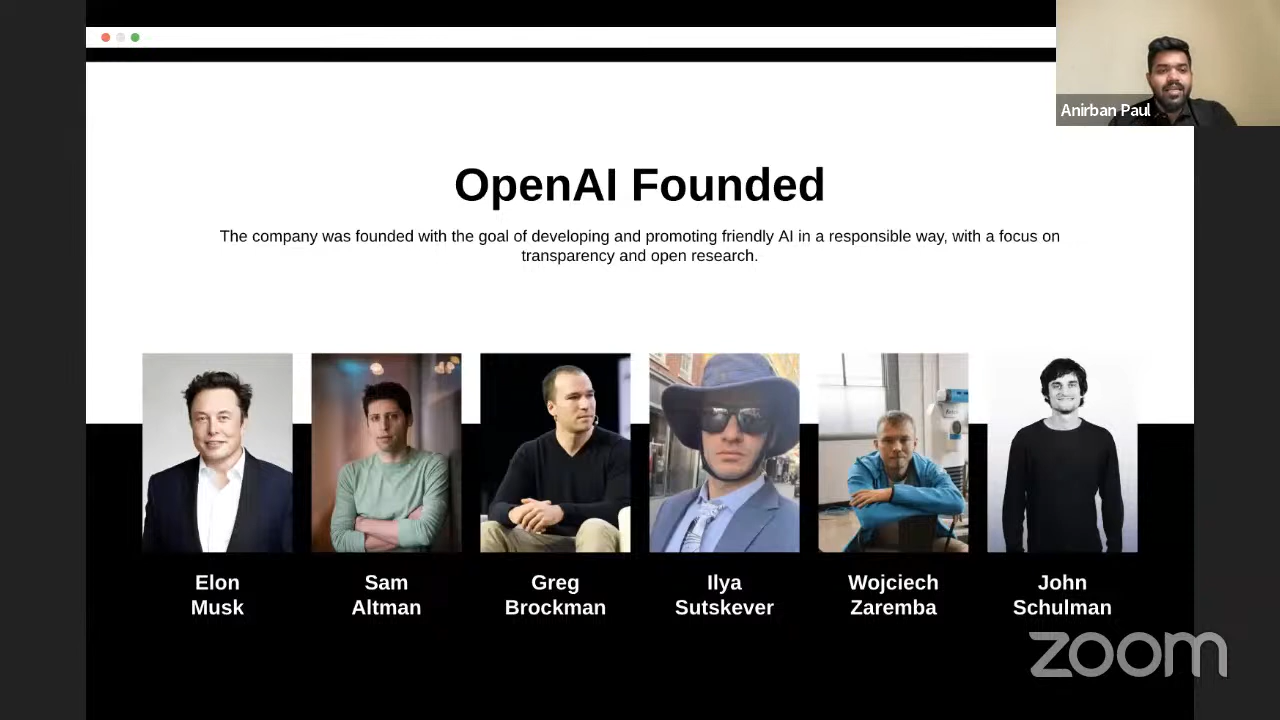 Anirban Paul
OpenAI Founded
The company was founded with the goal of developing and promoting friendly AI in a responsible way, with a focus on
transparency and open research.
Elon
Musk
Sam
Altman
Greg
Brockman
Ilya
Sutskever
Wojciech
Zaremba
John
Schulman
zoom